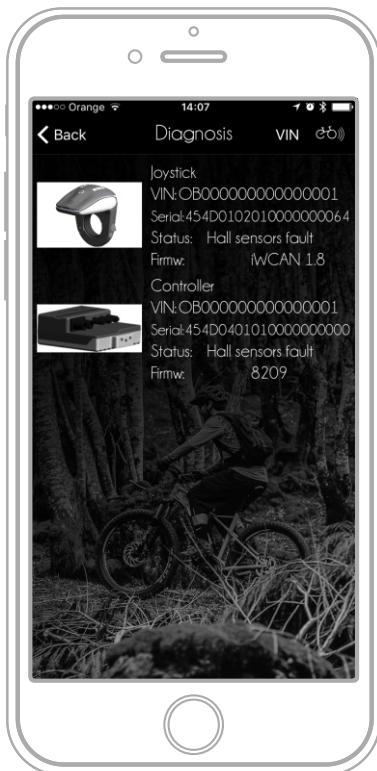 Orange 14:07
Back Diagnosis VIN
Joystick
VIN: OB000000000000001
Serial: 454D0102010000000064
Status: Hall sensors fault
Firmw: iWCAN 1.8
Controller
VIN: OB000000000000001
Serial: 454D0401010000000000
Status: Hall sensors fault
Firmw: 8209